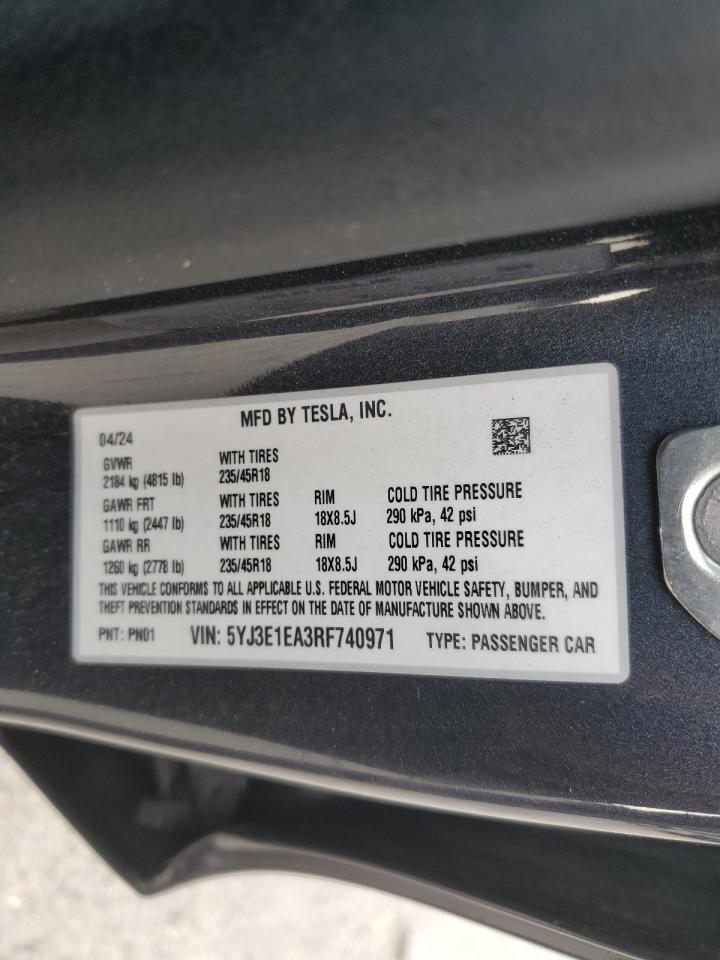 MFD BY TESLA, INC.
04/24
GVWR WITH TIRES
2184 kg (4815 lb) 235/45R18
GAWR FRT WITH TIRES RIM COLD TIRE PRESSURE
1110 kg (2447 lb) 235/45R18 18X8.5J 290 kPa, 42 psi
GAWR RR WITH TIRES RIM COLD TIRE PRESSURE
1260 kg (2778 lb) 235/45R18 18X8.5J 290 kPa, 42 psi
THIS VEHICLE CONFORMS TO ALL APPLICABLE U.S. FEDERAL MOTOR VEHICLE SAFETY, BUMPER, AND
THEFT PREVENTION STANDARDS IN EFFECT ON THE DATE OF MANUFACTURE SHOWN ABOVE.
PNT: PN01 VIN: 5YJ3E1EA3RF740971 TYPE: PASSENGER CAR